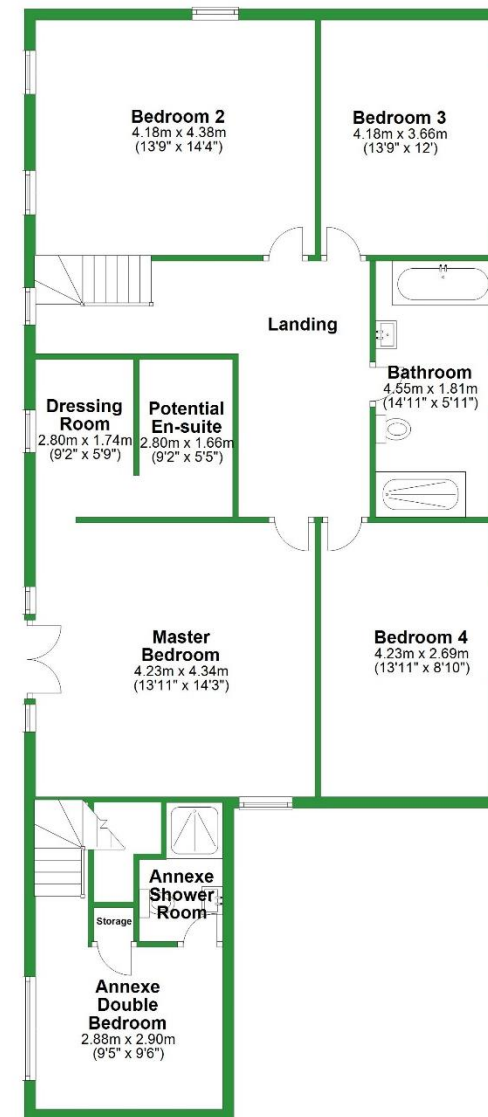 Bedroom 2
4.18m x 4.38m
(13'9" x 14'4")
Bedroom 3
4.18m x 3.66m
(13'9" x 12')
Landing
Bathroom
4.55m x 1.81m
(14'11" x 5'11")
Dressing
Room
2.80m x 1.74m
(9'2" x 5'9")
Potential
En-suite
2.80m x 1.66m
(9'2" x 5'5")
Master
Bedroom
4.23m x 4.34m
(13'11" x 14'3")
Bedroom 4
4.23m x 2.69m
(13'11" x 8'10")
Annexe
Shower
Room
Storage
Annexe
Double
Bedroom
2.88m x 2.90m
(9'5" x 9'6")